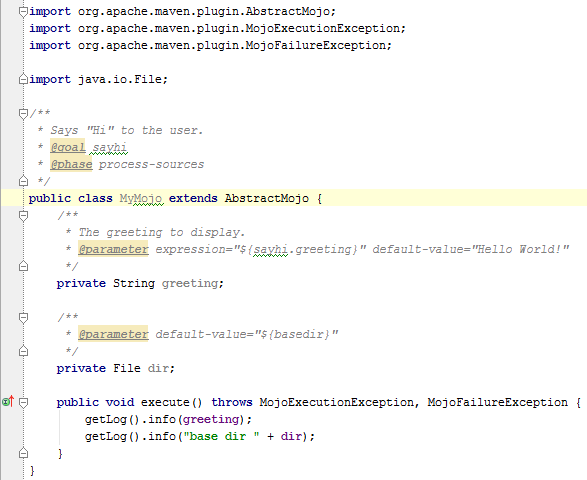 import org.apache.maven.plugin.AbstractMojo;
import org.apache.maven.plugin.MojoExecutionException;
import org.apache.maven.plugin.MojoFailureException;

import java.io.File;

/**
 * Says "Hi" to the user.
 * @goal sayhi
 * @phase process-sources
 */
public class MyMojo extends AbstractMojo {
    /**
     * The greeting to display.
     * @parameter expression="${sayhi.greeting}" default-value="Hello World!"
     */
    private String greeting;

    /**
     * @parameter default-value="${basedir}"
     */
    private File dir;

    public void execute() throws MojoExecutionException, MojoFailureException {
        getLog().info(greeting);
        getLog().info("base dir " + dir);
    }
}